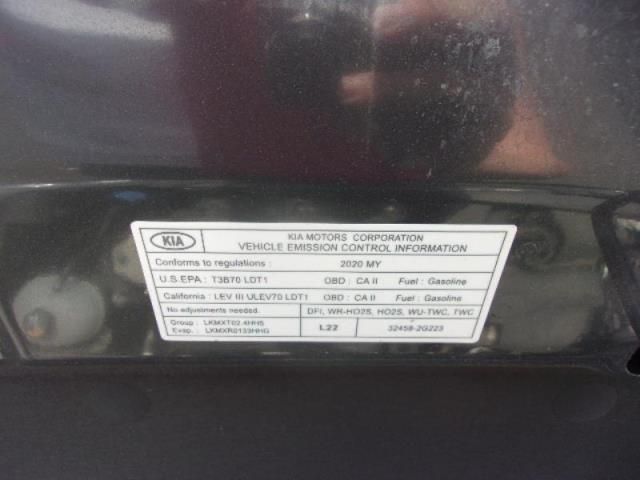 KIA
KIA MOTORS CORPORATION
VEHICLE EMISSION CONTROL INFORMATION
Conforms to regulations : 2020 MY
U.S.EPA : T3B70 LDT1 OBD : CA II Fuel : Gasoline
California : LEV III ULEV70 LDT1 OBD : CA II Fuel : Gasoline
No adjustments needed. DFI, WR-HO2S, HO2S, WU-TWC, TWC
Group : LKMXT02.4HH5
Evap. : LKMXR0133HHG
L22 32458-2G223